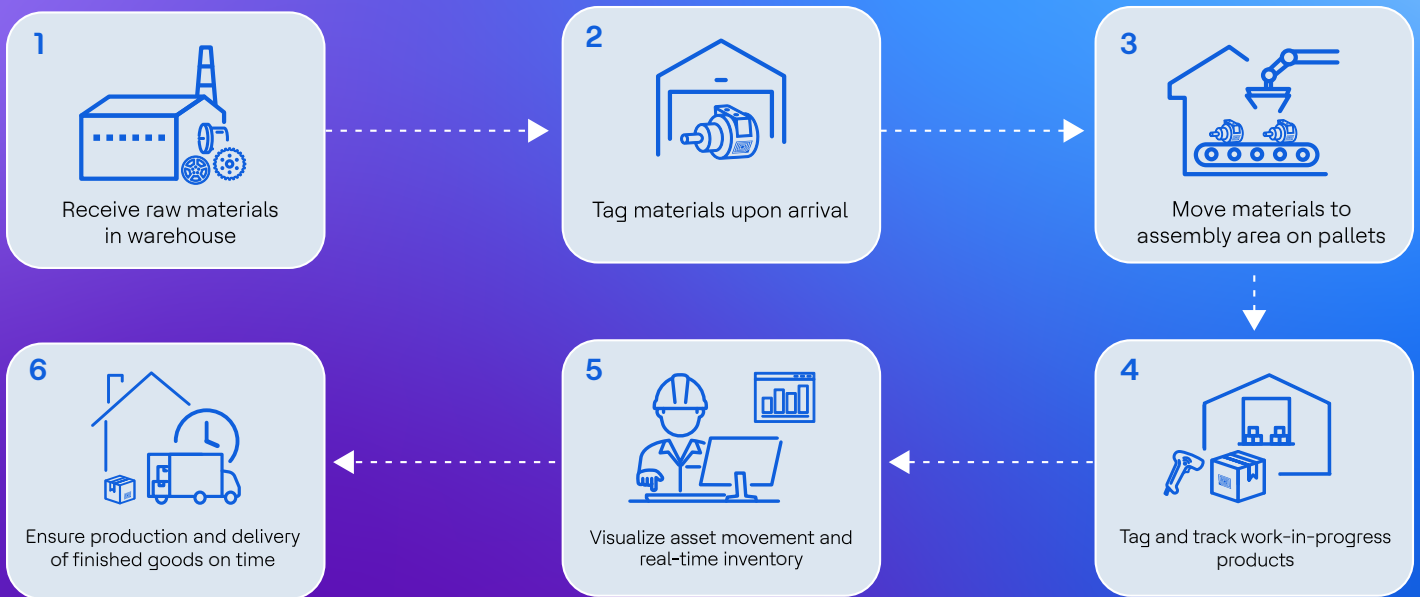 1
Receive raw materials
in warehouse
2
Tag materials upon arrival
3
Move materials to
assembly area on pallets
4
Tag and track work-in-progress
products
5
Visualize asset movement and
real-time inventory
6
Ensure production and delivery
of finished goods on time